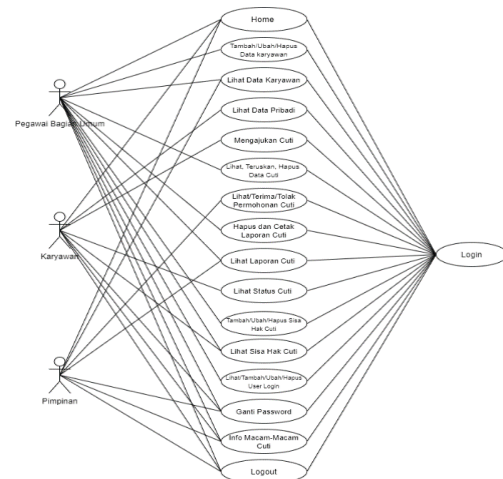 Home
Tambah/Ubah/Hapus
Data karyawan
Lihat Data Karyawan
Lihat Data Pribadi
Mengajukan Cuti
Lihat, Teruskan, Hapus
Data Cuti
Lihat/Terima/Tolak
Permohonan Cuti
Hapus dan Cetak
Laporan Cuti
Lihat Laporan Cuti
Lihat Status Cuti
Tambah/Ubah/Hapus Sisa
Hak Cuti
Lihat Sisa Hak Cuti
Lihat/Tambah/Ubah/Hapus
User Login
Ganti Password
Info Macam-Macam
Cuti
Logout
Pegawai Bagian Umum
Karyawan
Pimpinan
Login